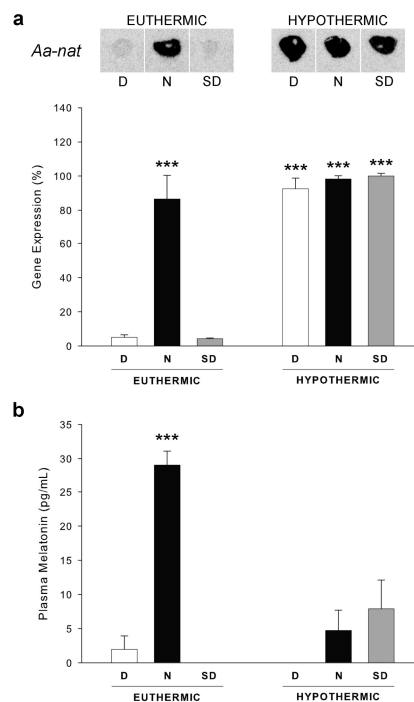 a
EUTHERMIC HYPOTHERMIC
Aa-nat
D N SD D N SD
140
120
100
80
60
40
20
0
Gene Expression (%)
*** *** *** ***
D N SD D N SD
EUTHERMIC HYPOTHERMIC
b
35
30
25
20
15
10
5
0
Plasma Melatonin (pg/mL)
***
D N SD D N SD
EUTHERMIC HYPOTHERMIC